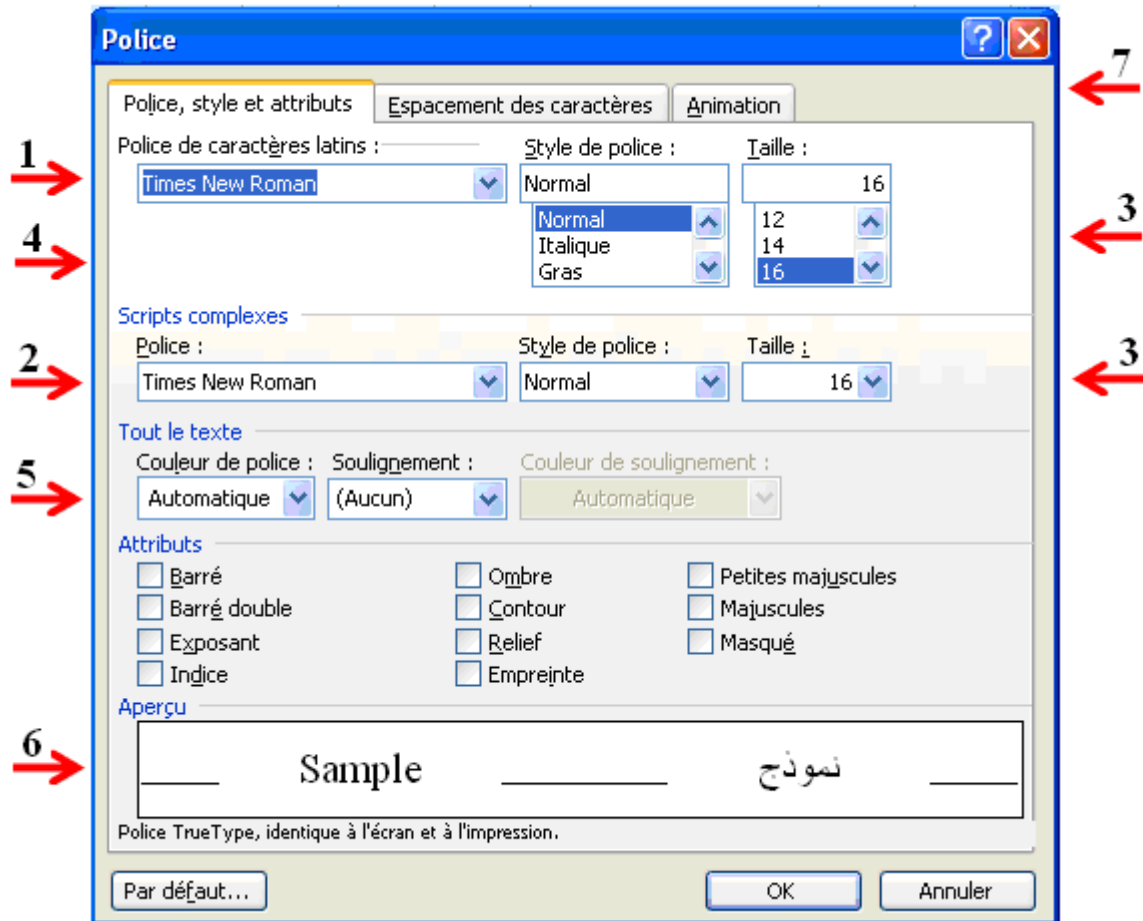 Police
7
Police, style et attributs Espacement des caractères Animation
Police de caractères latins : Style de police : Taille :
1
Times New Roman Normal 16
3
Normal 12
4
Italique 14
Gras 16
Scripts complexes
Police : Style de police : Taille :
2
3
Times New Roman Normal 16
Tout le texte
Couleur de police : Soulignement : Couleur de soulignement :
5
Automatique (Aucun) Automatique
Attributs
Barré Ombre Petites majuscules
Barré double Contour Majuscules
Exposant Relief Masqué
Indice Empreinte
Aperçu
6
Sample نموذج
Police TrueType, identique à l'écran et à l'impression.
Par défaut... OK Annuler